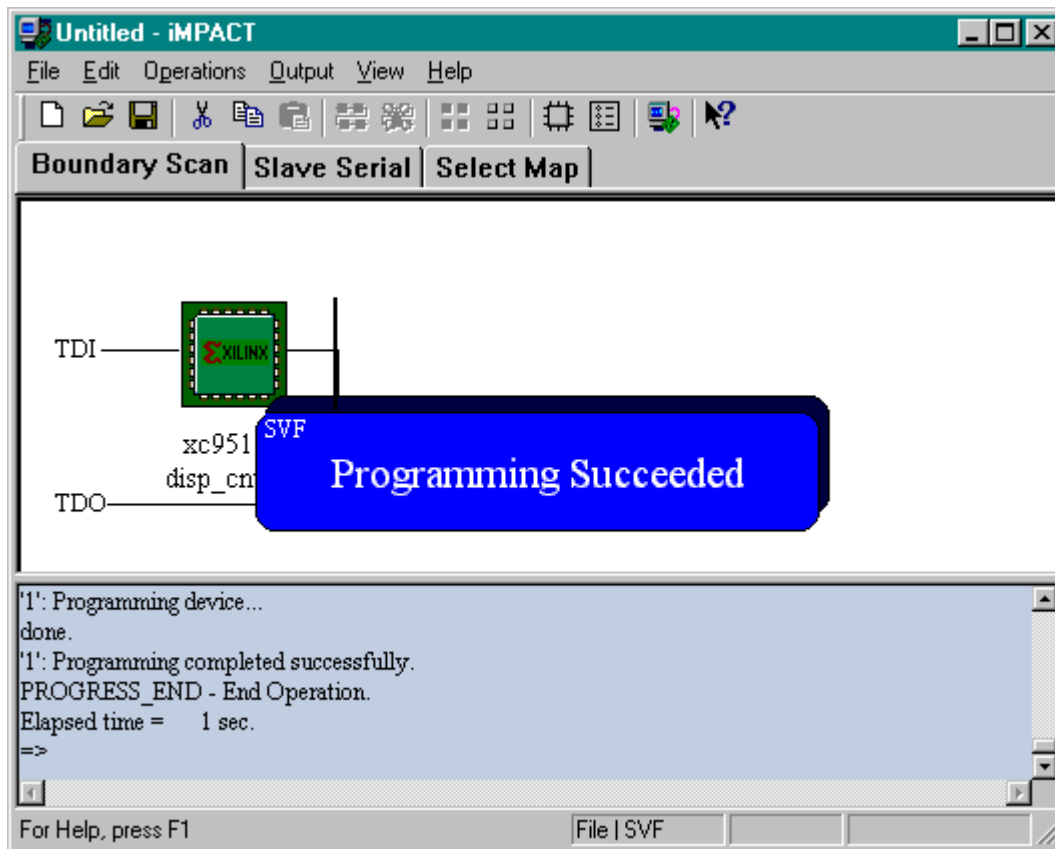 Untitled - iMPACT
File Edit Operations Output View Help
Boundary Scan Slave Serial Select Map
TDI
XILINX
SVF
xc951
Programming Succeeded
disp_cn
TDO
'1': Programming device...
done.
'1': Programming completed successfully.
PROGRESS_END - End Operation.
Elapsed time = 1 sec.
=>
For Help, press F1 File | SVF